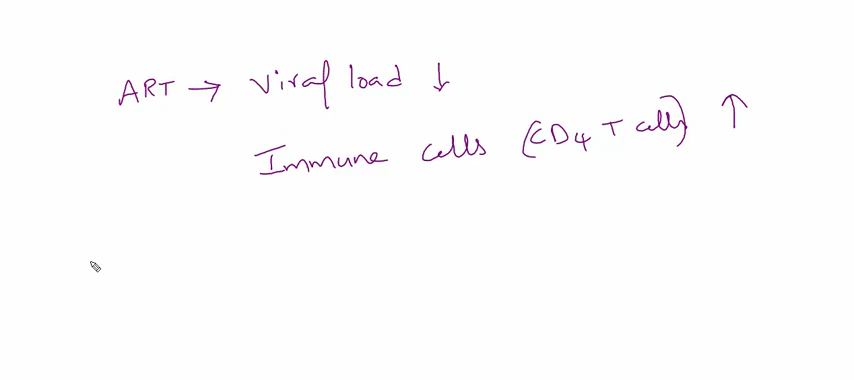 ART → Viral load ↓
Immune cells (CD4 T cells) ↑